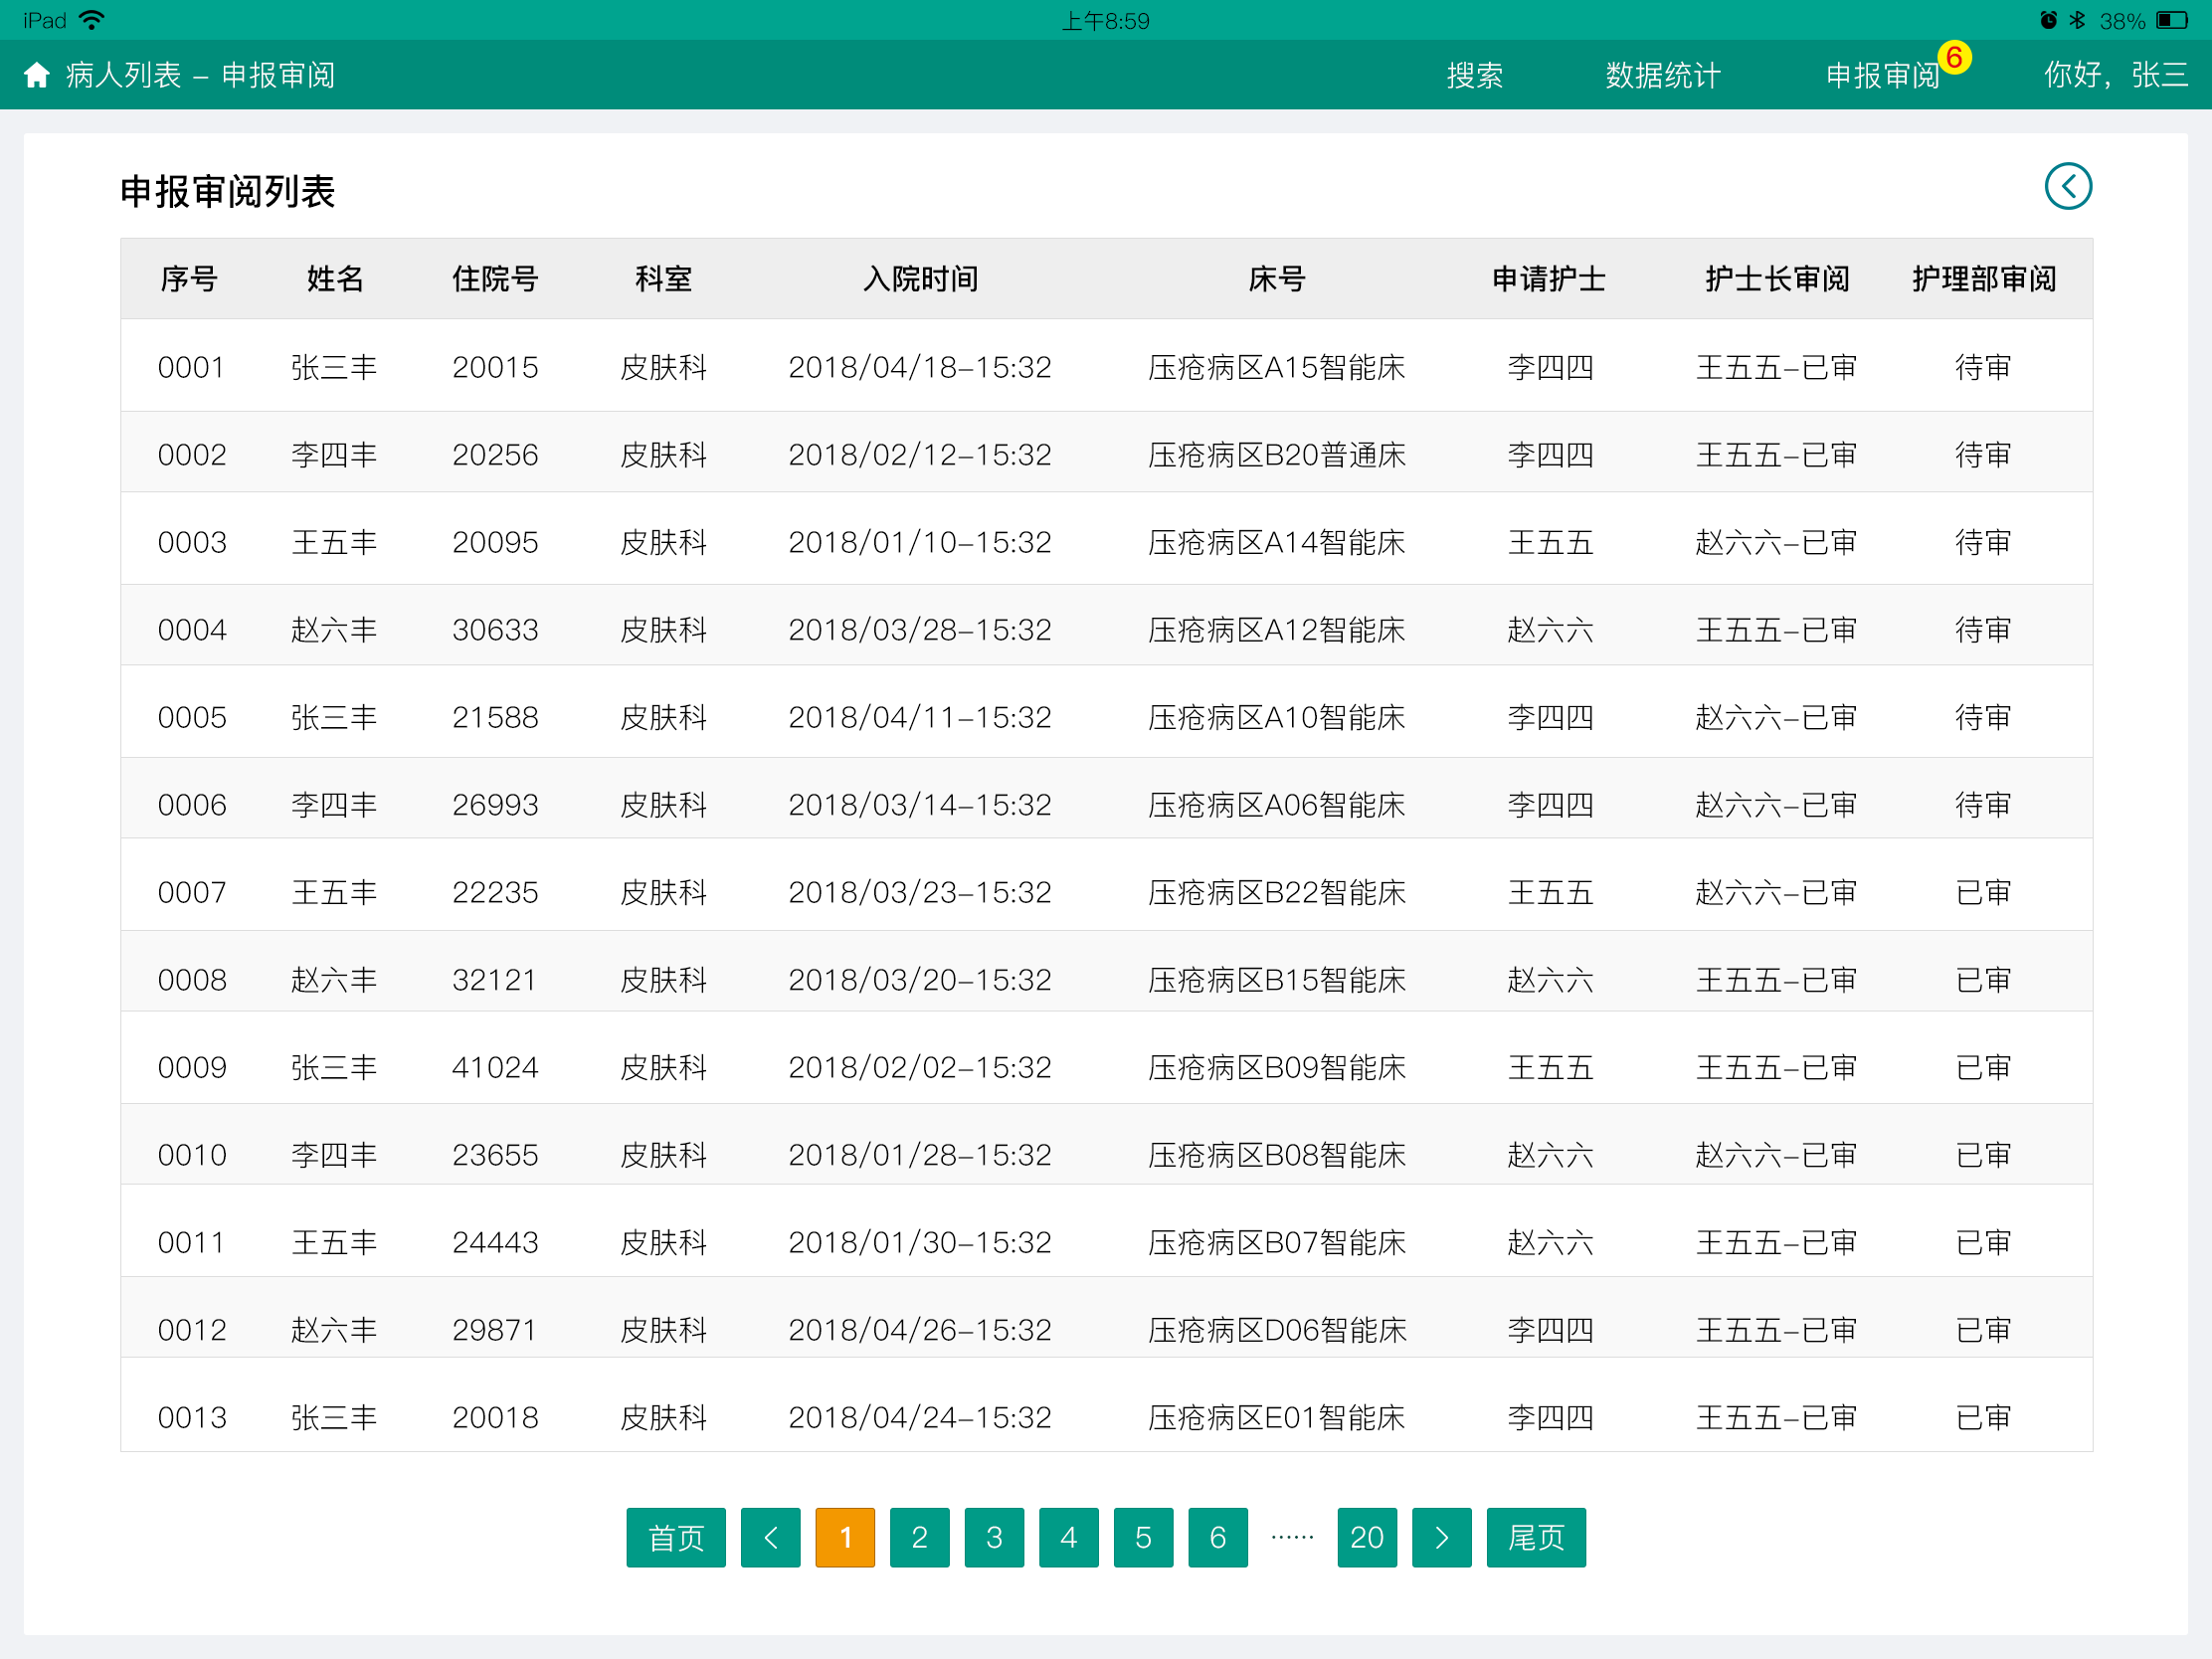 iPad 上午8:59 38%
病人列表 – 申报审阅 搜索 数据统计 申报审阅 6 你好，张三
申报审阅列表
序号 姓名 住院号 科室 入院时间 床号 申请护士 护士长审阅 护理部审阅
0001 张三丰 20015 皮肤科 2018/04/18–15:32 压疮病区A15智能床 李四四 王五五–已审 待审
0002 李四丰 20256 皮肤科 2018/02/12–15:32 压疮病区B20普通床 李四四 王五五–已审 待审
0003 王五丰 20095 皮肤科 2018/01/10–15:32 压疮病区A14智能床 王五五 赵六六–已审 待审
0004 赵六丰 30633 皮肤科 2018/03/28–15:32 压疮病区A12智能床 赵六六 王五五–已审 待审
0005 张三丰 21588 皮肤科 2018/04/11–15:32 压疮病区A10智能床 李四四 赵六六–已审 待审
0006 李四丰 26993 皮肤科 2018/03/14–15:32 压疮病区A06智能床 李四四 赵六六–已审 待审
0007 王五丰 22235 皮肤科 2018/03/23–15:32 压疮病区B22智能床 王五五 赵六六–已审 已审
0008 赵六丰 32121 皮肤科 2018/03/20–15:32 压疮病区B15智能床 赵六六 王五五–已审 已审
0009 张三丰 41024 皮肤科 2018/02/02–15:32 压疮病区B09智能床 王五五 王五五–已审 已审
0010 李四丰 23655 皮肤科 2018/01/28–15:32 压疮病区B08智能床 赵六六 赵六六–已审 已审
0011 王五丰 24443 皮肤科 2018/01/30–15:32 压疮病区B07智能床 赵六六 王五五–已审 已审
0012 赵六丰 29871 皮肤科 2018/04/26–15:32 压疮病区D06智能床 李四四 王五五–已审 已审
0013 张三丰 20018 皮肤科 2018/04/24–15:32 压疮病区E01智能床 李四四 王五五–已审 已审
首页 < 1 2 3 4 5 6 ······ 20 > 尾页